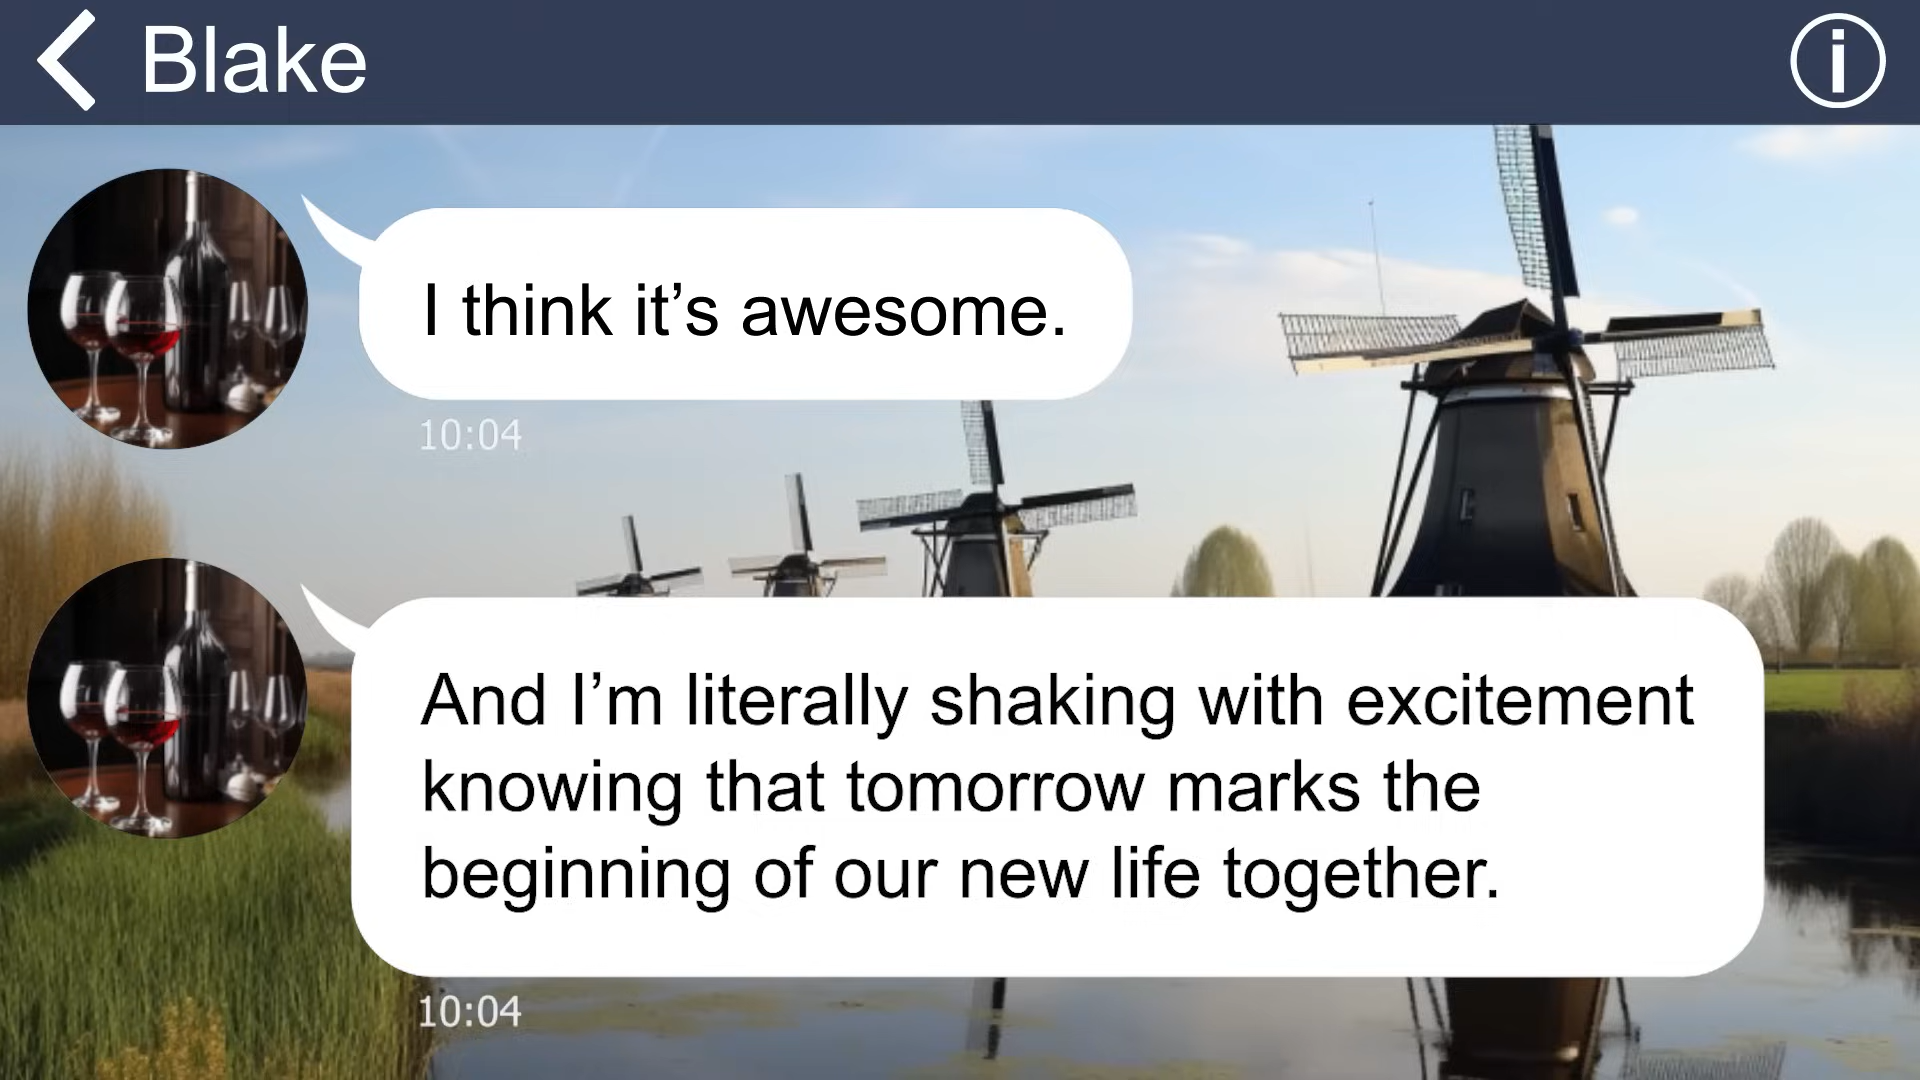 Blake
I think it’s awesome.
10:04
And I’m literally shaking with excitement
knowing that tomorrow marks the
beginning of our new life together.
10:04